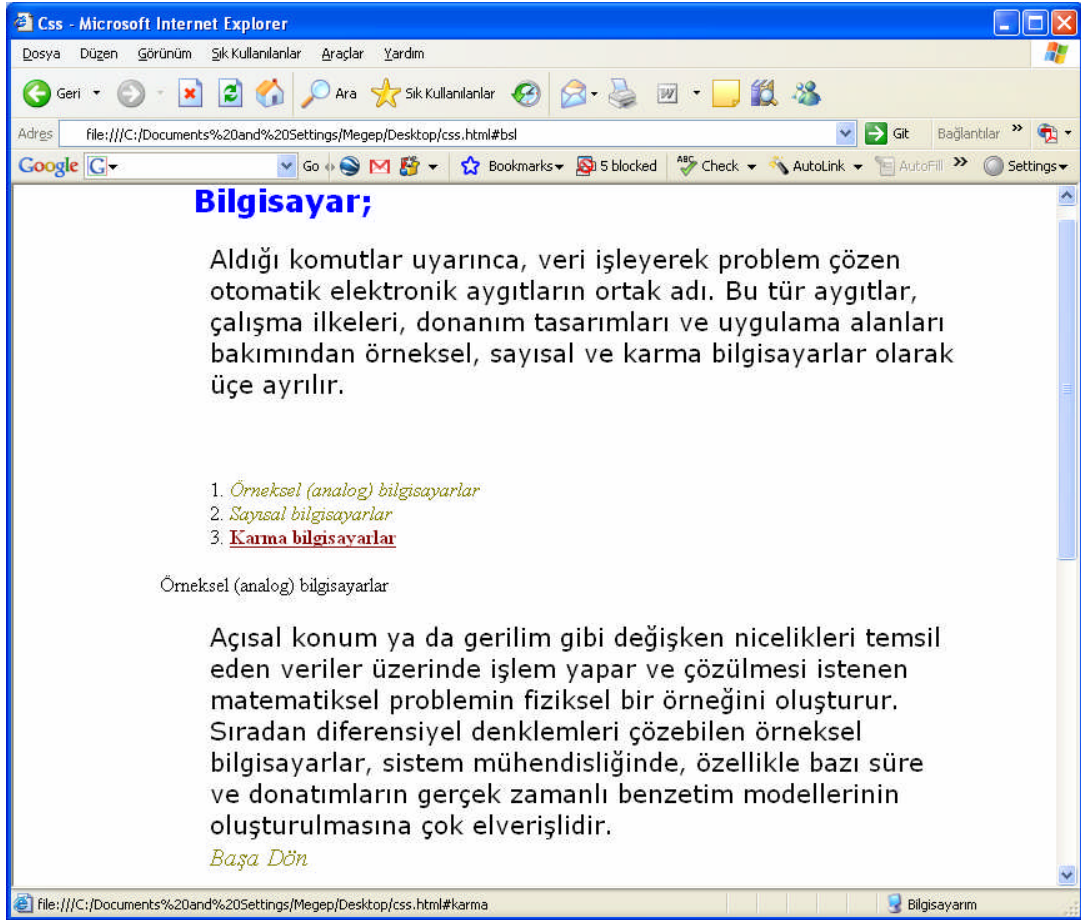 Css - Microsoft Internet Explorer
Dosya Düzen Görünüm Sık Kullanılanlar Araçlar Yardım
Geri Ara Sık Kullanılanlar W
Adres file:///C:/Documents%20and%20Settings/Megep/Desktop/css.html#bsl Git Bağlantılar »
Google G Go Bookmarks 5 blocked ABC Check AutoLink AutoFill » Settings
Bilgisayar;
Aldığı komutlar uyarınca, veri işleyerek problem çözen
otomatik elektronik aygıtların ortak adı. Bu tür aygıtlar,
çalışma ilkeleri, donanım tasarımları ve uygulama alanları
bakımından örneksel, sayısal ve karma bilgisayarlar olarak
üçe ayrılır.
1. Örneksel (analog) bilgisayarlar
2. Sayısal bilgisayarlar
3. Karma bilgisayarlar
Örneksel (analog) bilgisayarlar
Açısal konum ya da gerilim gibi değişken nicelikleri temsil
eden veriler üzerinde işlem yapar ve çözülmesi istenen
matematiksel problemin fiziksel bir örneğini oluşturur.
Sıradan diferensiyel denklemleri çözebilen örneksel
bilgisayarlar, sistem mühendisliğinde, özellikle bazı süre
ve donatımların gerçek zamanlı benzetim modellerinin
oluşturulmasına çok elverişlidir.
Başa Dön
file:///C:/Documents%20and%20Settings/Megep/Desktop/css.html#karma Bilgisayarım